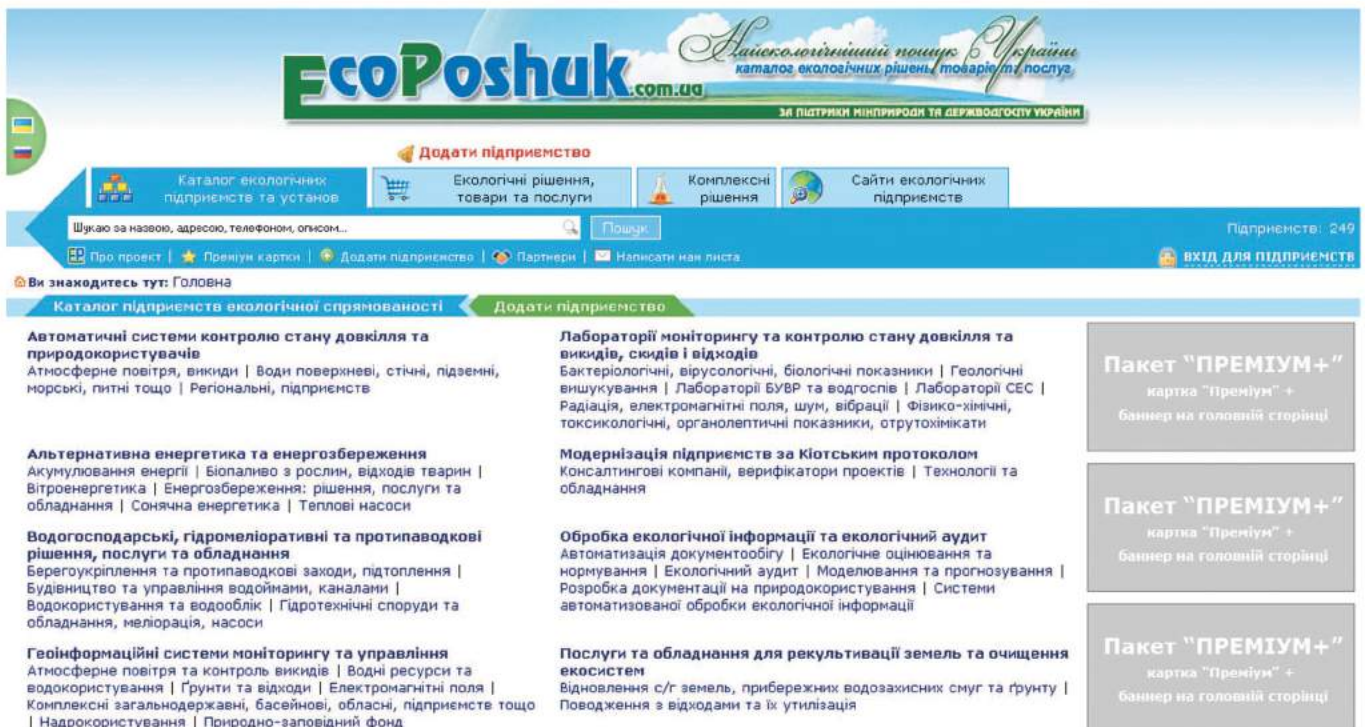 EcoPoshuk.com.ua
Найекологічніший пошук в Україні
каталог екологічних рішень, товарів та послуг
ЗА ПІДТРИМКИ МІНПРИРОДИ ТА ДЕРЖВОДГОСПУ УКРАЇНИ
Додати підприємство
Каталог екологічних
підприємств та установ
Екологічні рішення,
товари та послуги
Комплексні
рішення
Сайти екологічних
підприємств
Шукаю за назвою, адресою, телефоном, описом...
Пошук
Підприємств: 249
EP Про проект | Преміум картки | Додати підприємство | Партнери | Написати нам листа
ВХІД ДЛЯ ПІДПРИЄМСТВ
Ви знаходитесь тут: Головна
Каталог підприємств екологічної спрямованості
Додати підприємство
Автоматичні системи контролю стану довкілля та
природокористувачів
Атмосферне повітря, викиди | Води поверхневі, стічні, підземні,
морські, питні тощо | Регіональні, підприємств
Альтернативна енергетика та енергозбереження
Акумулювання енергії | Біопаливо з рослин, відходів тварин |
Вітроенергетика | Енергозбереження: рішення, послуги та
обладнання | Сонячна енергетика | Теплові насоси
Водогосподарські, гідромеліоративні та протипаводкові
рішення, послуги та обладнання
Берегоукріплення та протипаводкові заходи, підтоплення |
Будівництво та управління водоймами, каналами |
Водокористування та водооблік | Гідротехнічні споруди та
обладнання, меліорація, насоси
Геоінформаційні системи моніторингу та управління
Атмосферне повітря та контроль викидів | Водні ресурси та
водокористування | Ґрунти та відходи | Електромагнітні поля |
Комплексні загальнодержавні, басейнові, обласні, підприємств тощо
| Надрокористування | Природно-заповідний фонд
Лабораторії моніторингу та контролю стану довкілля та
викидів, скидів і відходів
Бактеріологічні, вірусологічні, біологічні показники | Геологічні
вишукування | Лабораторії БУВР та водгоспів | Лабораторії СЕС |
Радіація, електромагнітні поля, шум, вібрації | Фізико-хімічні,
токсикологічні, органолептичні показники, отрутохімікати
Модернізація підприємств за Кіотським протоколом
Консалтингові компанії, верифікатори проектів | Технології та
обладнання
Обробка екологічної інформації та екологічний аудит
Автоматизація документообігу | Екологічне оцінювання та
нормування | Екологічний аудит | Моделювання та прогнозування |
Розробка документації на природокористування | Системи
автоматизованої обробки екологічної інформації
Послуги та обладнання для рекультивації земель та очищення
екосистем
Відновлення с/г земель, прибережних водозахисних смуг та ґрунту |
Поводження з відходами та їх утилізація
Пакет "ПРЕМІУМ+"
картка "Преміум" +
баннер на головній сторінці
Пакет "ПРЕМІУМ+"
картка "Преміум" +
баннер на головній сторінці
Пакет "ПРЕМІУМ+"
картка "Преміум" +
баннер на головній сторінці